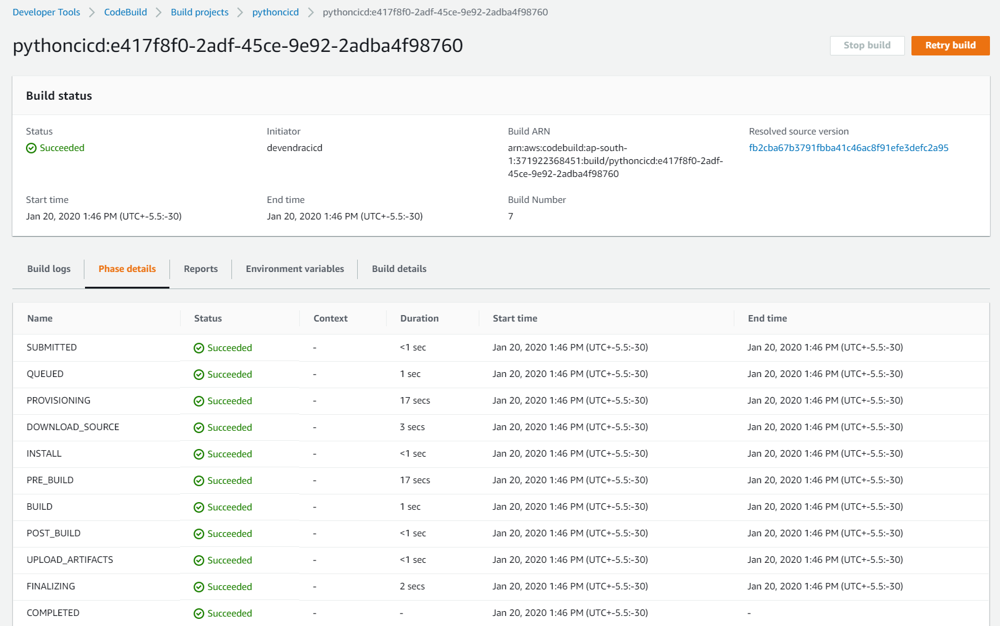 Developer Tools > CodeBuild > Build projects > pythoncicd > pythoncicd:e417f8f0-2adf-45ce-9e92-2adba4f98760
pythoncicd:e417f8f0-2adf-45ce-9e92-2adba4f98760
Stop build Retry build
Build status
Status Initiator Build ARN Resolved source version
Succeeded devendracicd arn:aws:codebuild:ap-south- fb2cba67b3791fbba41c46ac8f91efe3defc2a95
1:371922368451:build/pythoncicd:e417f8f0-2adf-
45ce-9e92-2adba4f98760
Start time End time Build Number
Jan 20, 2020 1:46 PM (UTC+-5.5:-30) Jan 20, 2020 1:46 PM (UTC+-5.5:-30) 7
Build logs Phase details Reports Environment variables Build details
Name Status Context Duration Start time End time
SUBMITTED Succeeded - <1 sec Jan 20, 2020 1:46 PM (UTC+-5.5:-30) Jan 20, 2020 1:46 PM (UTC+-5.5:-30)
QUEUED Succeeded - 1 sec Jan 20, 2020 1:46 PM (UTC+-5.5:-30) Jan 20, 2020 1:46 PM (UTC+-5.5:-30)
PROVISIONING Succeeded - 17 secs Jan 20, 2020 1:46 PM (UTC+-5.5:-30) Jan 20, 2020 1:46 PM (UTC+-5.5:-30)
DOWNLOAD_SOURCE Succeeded - 3 secs Jan 20, 2020 1:46 PM (UTC+-5.5:-30) Jan 20, 2020 1:46 PM (UTC+-5.5:-30)
INSTALL Succeeded - <1 sec Jan 20, 2020 1:46 PM (UTC+-5.5:-30) Jan 20, 2020 1:46 PM (UTC+-5.5:-30)
PRE_BUILD Succeeded - 17 secs Jan 20, 2020 1:46 PM (UTC+-5.5:-30) Jan 20, 2020 1:46 PM (UTC+-5.5:-30)
BUILD Succeeded - 1 sec Jan 20, 2020 1:46 PM (UTC+-5.5:-30) Jan 20, 2020 1:46 PM (UTC+-5.5:-30)
POST_BUILD Succeeded - <1 sec Jan 20, 2020 1:46 PM (UTC+-5.5:-30) Jan 20, 2020 1:46 PM (UTC+-5.5:-30)
UPLOAD_ARTIFACTS Succeeded - <1 sec Jan 20, 2020 1:46 PM (UTC+-5.5:-30) Jan 20, 2020 1:46 PM (UTC+-5.5:-30)
FINALIZING Succeeded - 2 secs Jan 20, 2020 1:46 PM (UTC+-5.5:-30) Jan 20, 2020 1:46 PM (UTC+-5.5:-30)
COMPLETED Succeeded - - Jan 20, 2020 1:46 PM (UTC+-5.5:-30) -